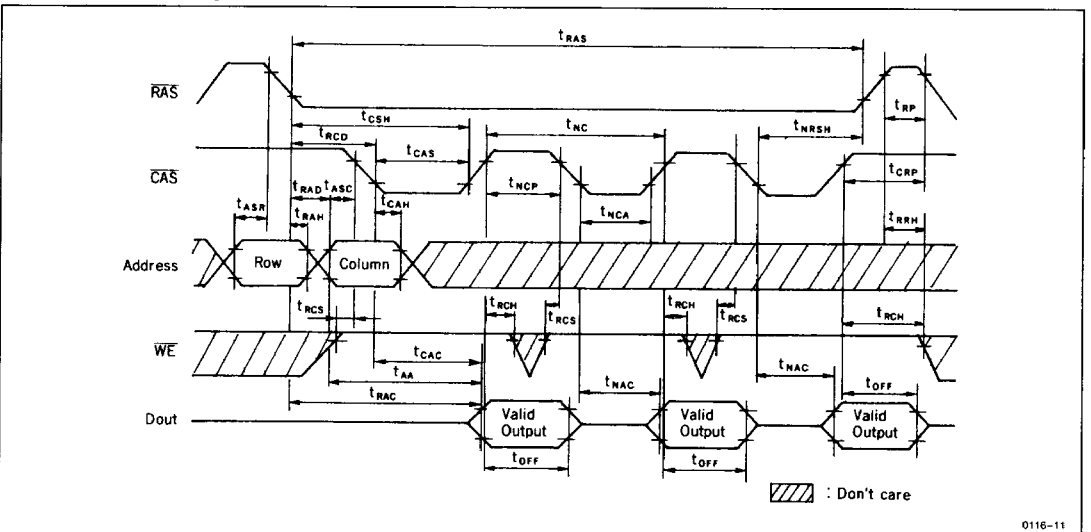 tRAS
RAS
tRP
tCSH
tNC
tNRSH
tRCD
tCAS
CAS
tNCP
tCRP
tRAD tASC
tCAH
tNCA
tASR
tRAH
tRRH
Address
Row
Column
tRCS
tRCH
tRCS
tRCH
tRCS
tRCH
WE
tCAC
tAA
tNAC
tNAC
tOFF
tRAC
Dout
Valid Output
Valid Output
Valid Output
tOFF
tOFF
: Don't care
0116-11